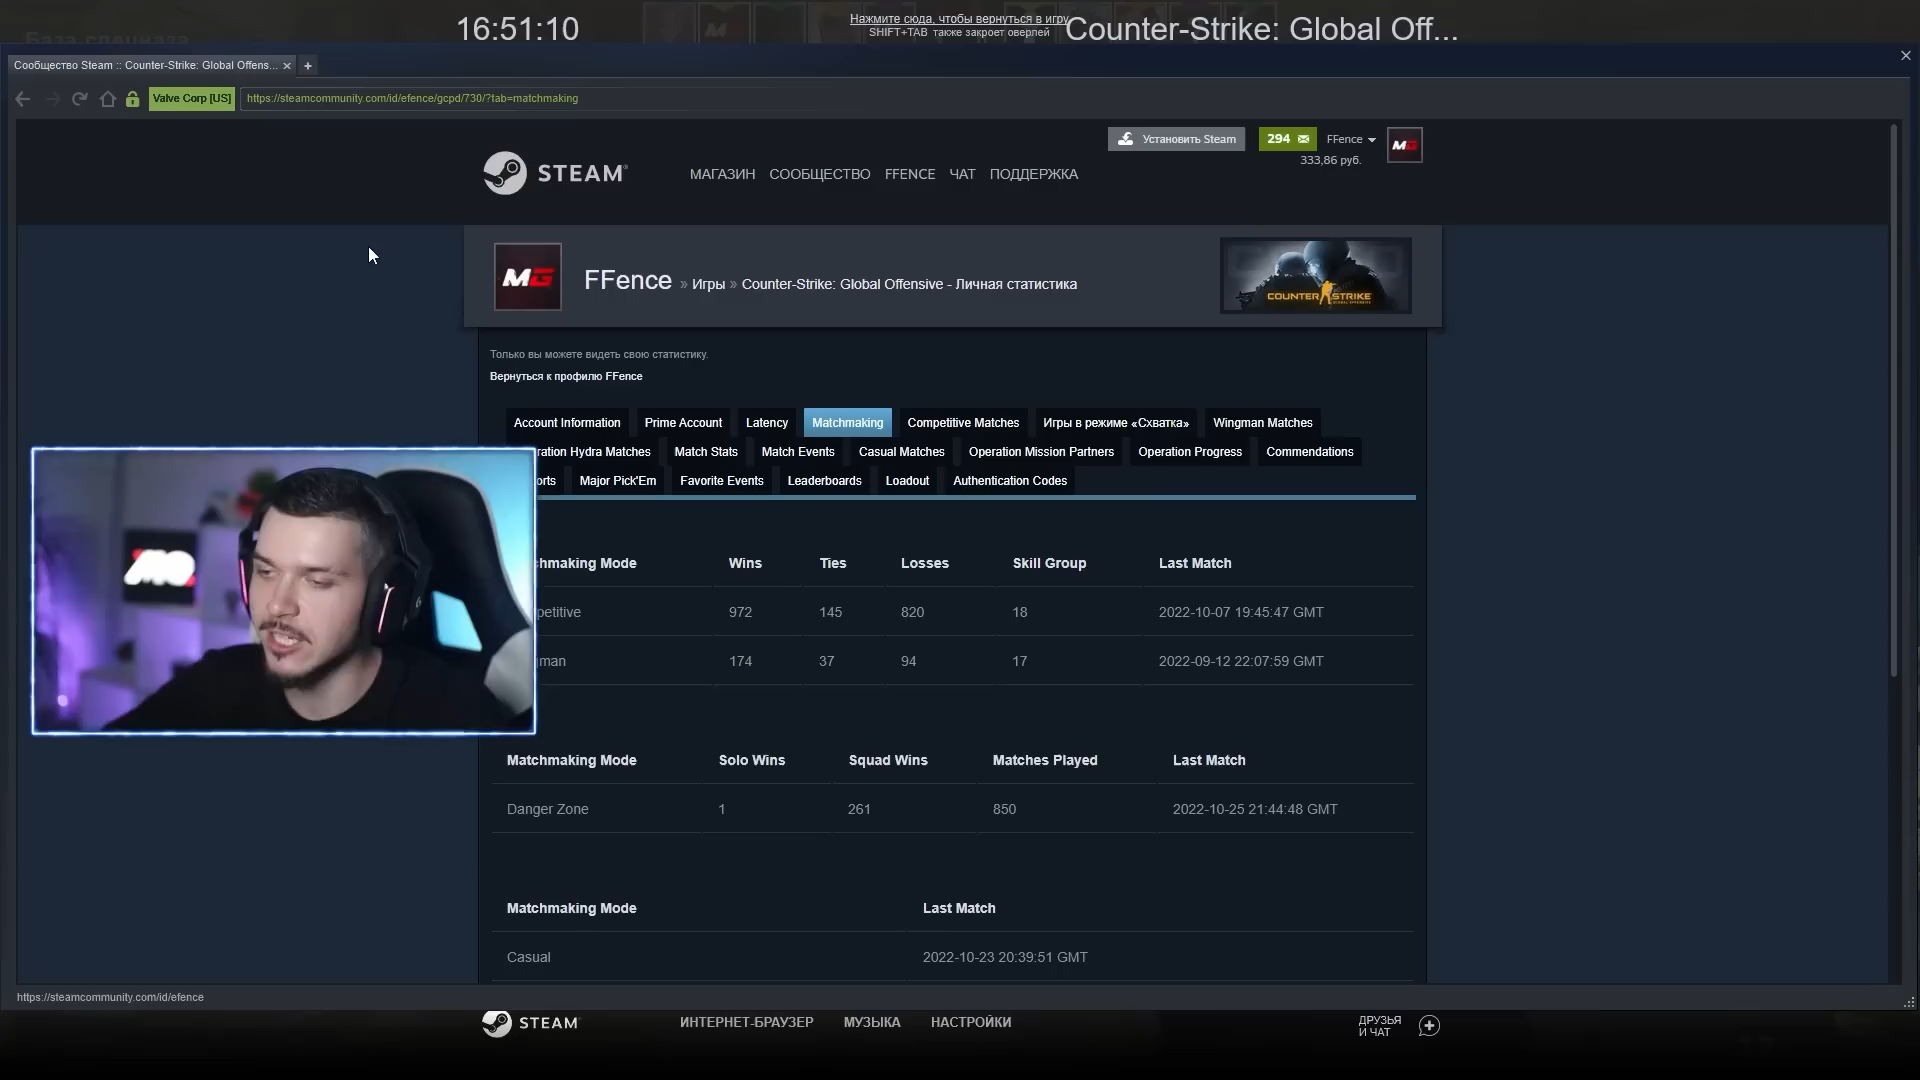 16:51:10
Нажмите сюда, чтобы вернуться в игру
SHIFT+TAB также закроет оверлей
Counter-Strike: Global Off...
Сообщество Steam :: Counter-Strike: Global Offens...
Valve Corp [US]
https://steamcommunity.com/id/efence/gcpd/730/?tab=matchmaking
Установить Steam
294
FFence
333,86 руб.
MG
STEAM
МАГАЗИН СООБЩЕСТВО FFENCE ЧАТ ПОДДЕРЖКА
MG
FFence » Игры » Counter-Strike: Global Offensive - Личная статистика
COUNTER STRIKE
Только вы можете видеть свою статистику.
Вернуться к профилю FFence
Account Information Prime Account Latency Matchmaking Competitive Matches Игры в режиме «Схватка» Wingman Matches
ration Hydra Matches Match Stats Match Events Casual Matches Operation Mission Partners Operation Progress Commendations
orts Major Pick'Em Favorite Events Leaderboards Loadout Authentication Codes
hmaking Mode Wins Ties Losses Skill Group Last Match
petitive 972 145 820 18 2022-10-07 19:45:47 GMT
man 174 37 94 17 2022-09-12 22:07:59 GMT
Matchmaking Mode Solo Wins Squad Wins Matches Played Last Match
Danger Zone 1 261 850 2022-10-25 21:44:48 GMT
Matchmaking Mode Last Match
Casual 2022-10-23 20:39:51 GMT
https://steamcommunity.com/id/efence
STEAM
ИНТЕРНЕТ-БРАУЗЕР МУЗЫКА НАСТРОЙКИ
ДРУЗЬЯ
И ЧАТ